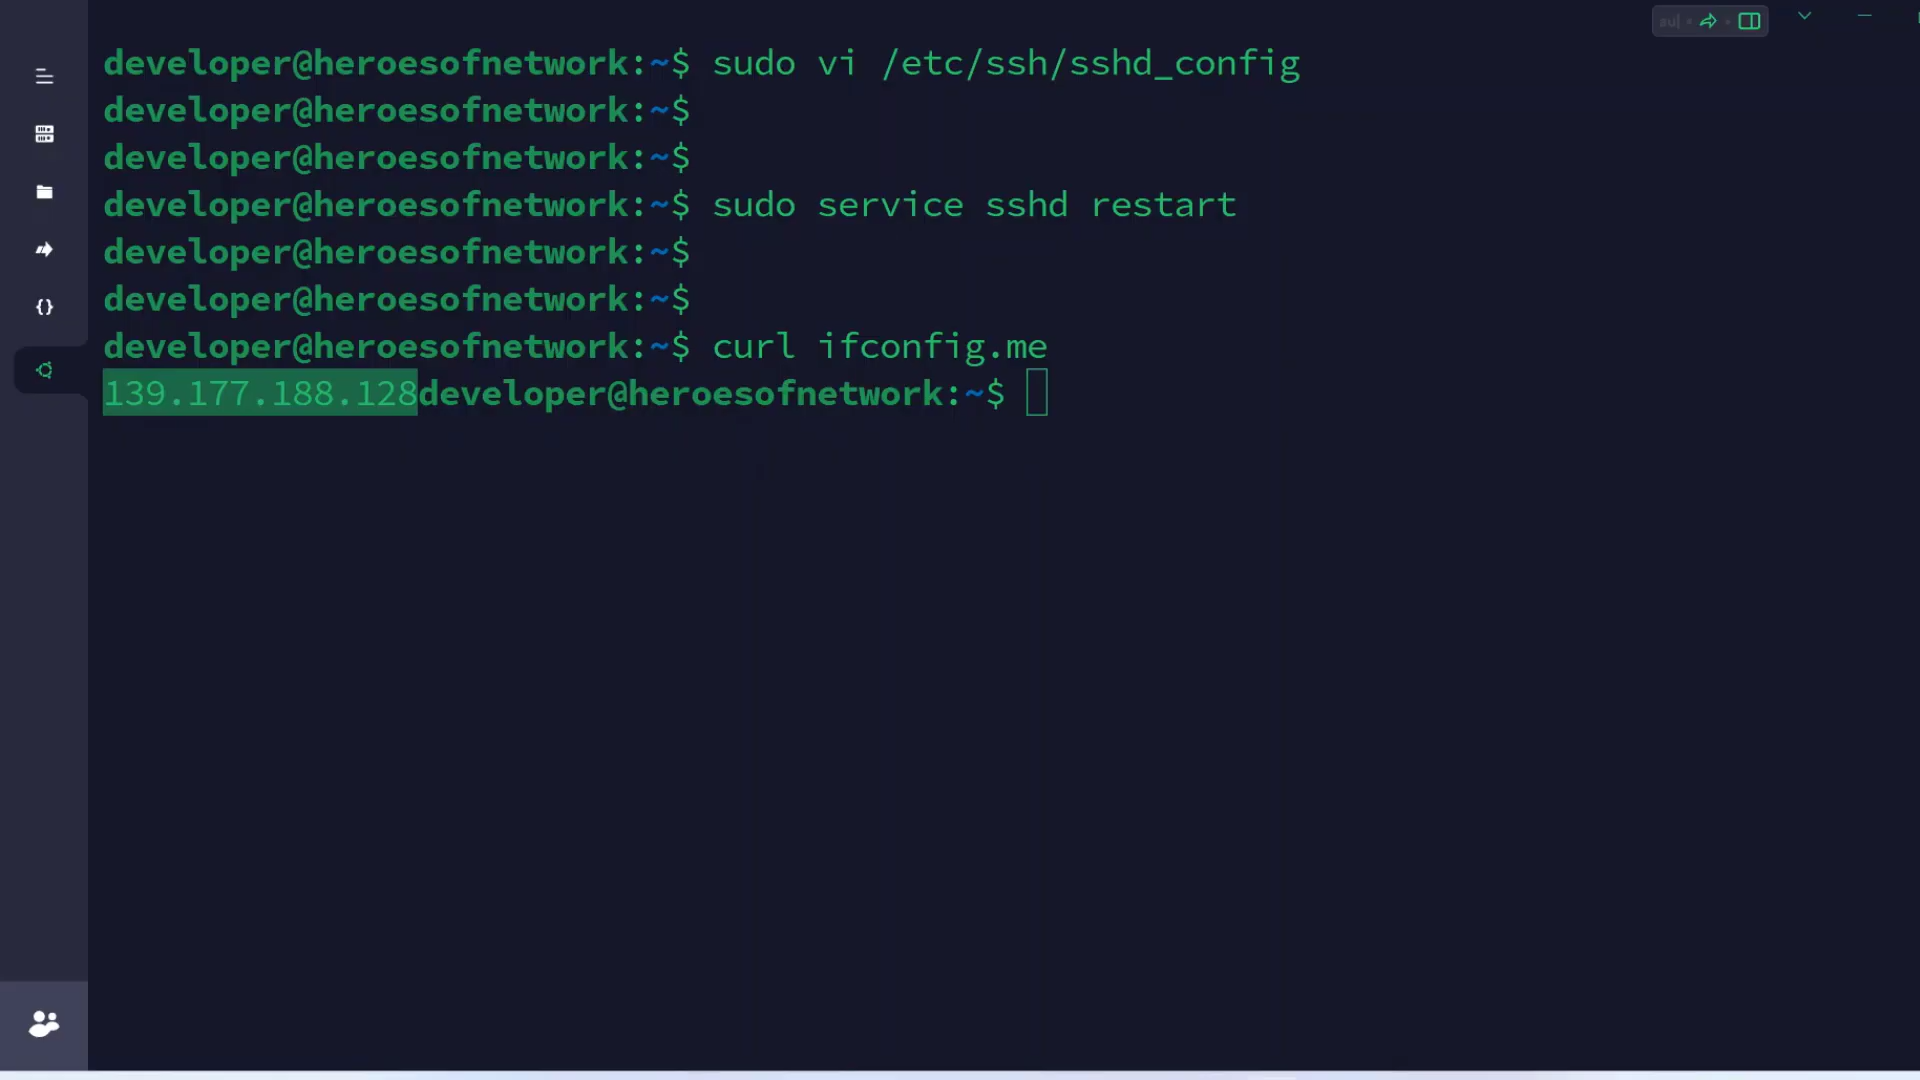 developer@heroesofnetwork:~$ sudo vi /etc/ssh/sshd_config
developer@heroesofnetwork:~$
developer@heroesofnetwork:~$
developer@heroesofnetwork:~$ sudo service sshd restart
developer@heroesofnetwork:~$
developer@heroesofnetwork:~$
developer@heroesofnetwork:~$ curl ifconfig.me
139.177.188.128developer@heroesofnetwork:~$